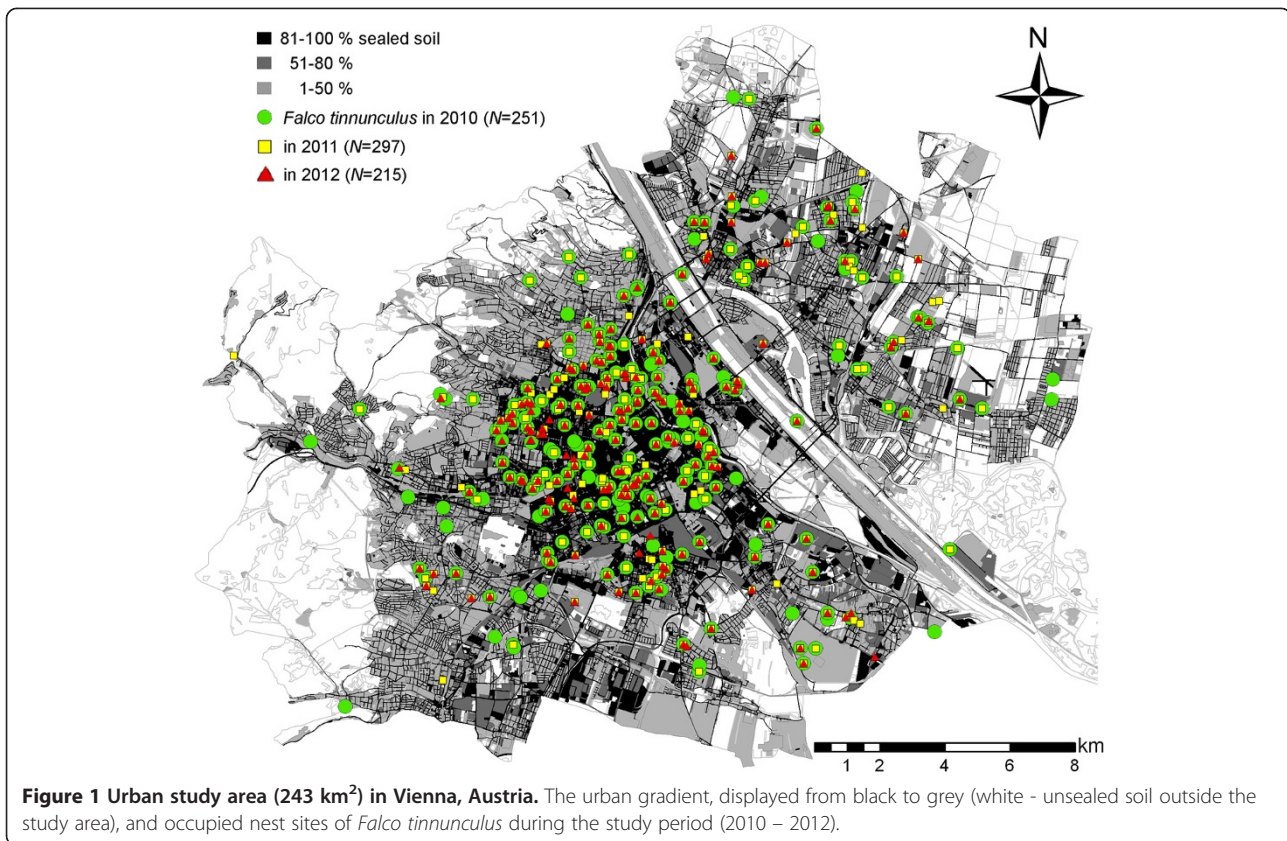 81-100 % sealed soil
51-80 %
1-50 %
Falco tinnunculus in 2010 (N=251)
in 2011 (N=297)
in 2012 (N=215)
N
km
1 2 4 6 8
Figure 1 Urban study area (243 km²) in Vienna, Austria. The urban gradient, displayed from black to grey (white - unsealed soil outside the
study area), and occupied nest sites of Falco tinnunculus during the study period (2010 – 2012).